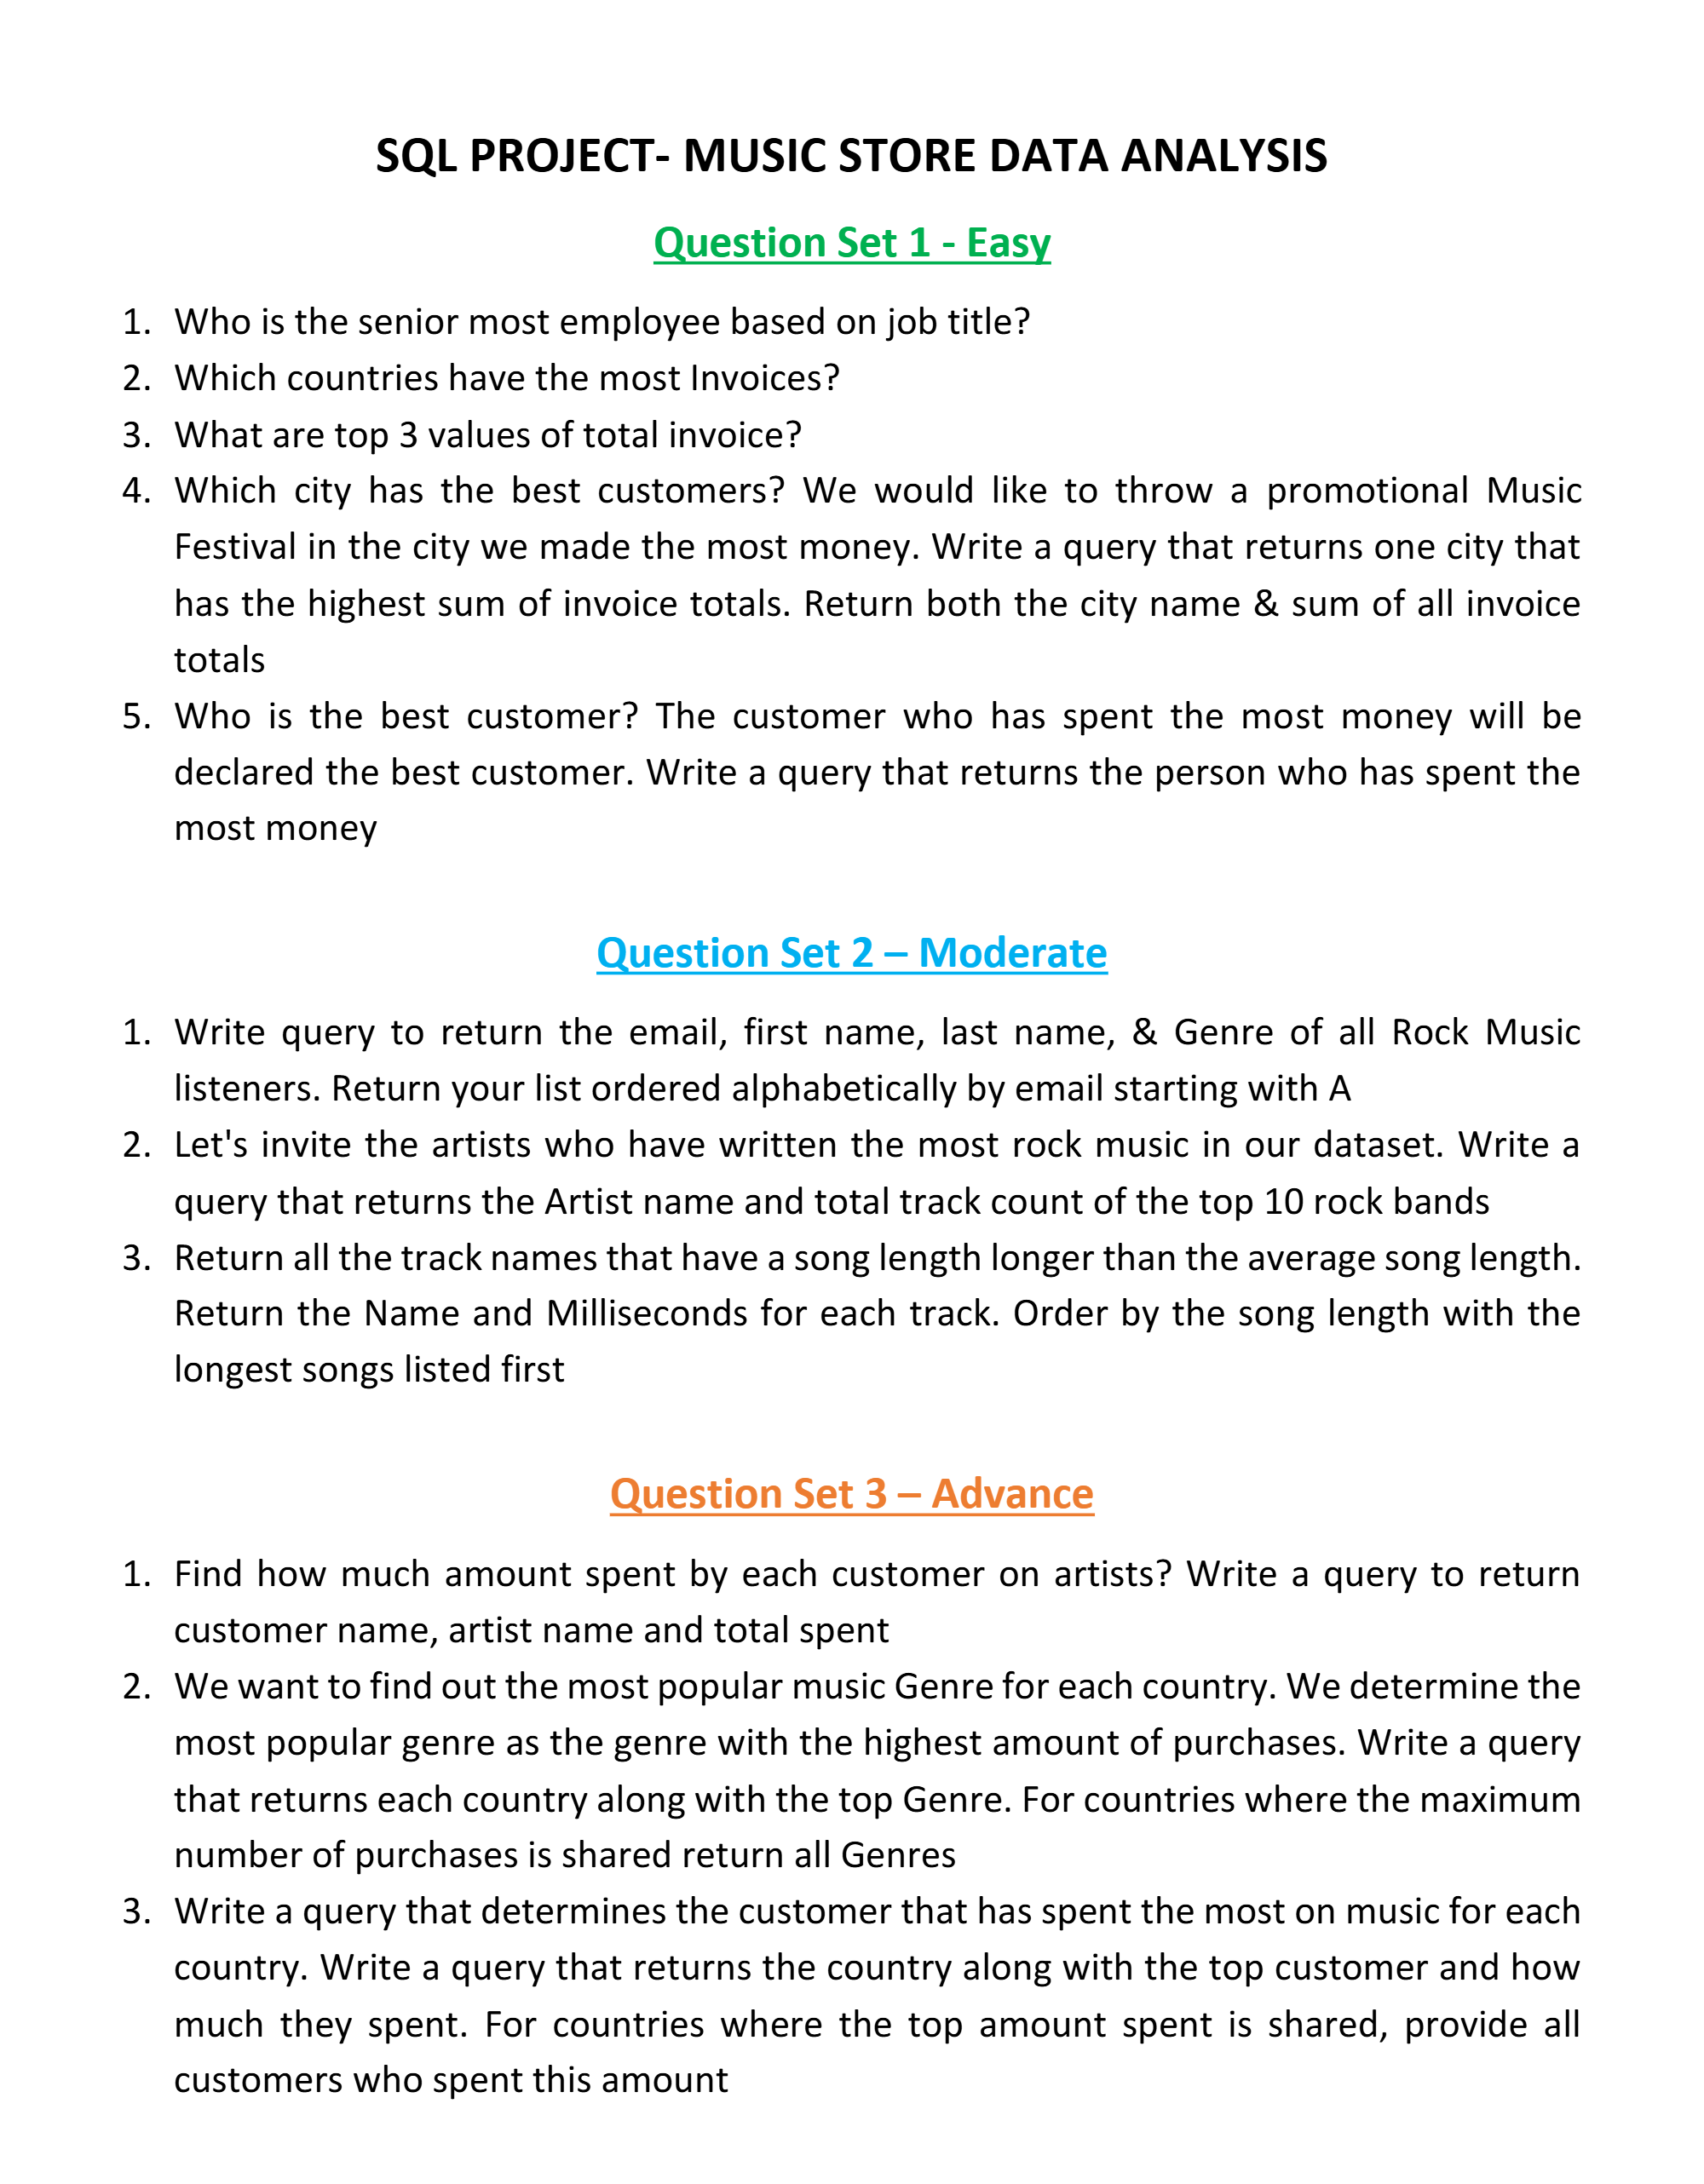 SQL PROJECT- MUSIC STORE DATA ANALYSIS
Question Set 1 - Easy
1. Who is the senior most employee based on job title?
2. Which countries have the most Invoices?
3. What are top 3 values of total invoice?
4. Which city has the best customers? We would like to throw a promotional Music
Festival in the city we made the most money. Write a query that returns one city that
has the highest sum of invoice totals. Return both the city name & sum of all invoice
totals
5. Who is the best customer? The customer who has spent the most money will be
declared the best customer. Write a query that returns the person who has spent the
most money
Question Set 2 – Moderate
1. Write query to return the email, first name, last name, & Genre of all Rock Music
listeners. Return your list ordered alphabetically by email starting with A
2. Let's invite the artists who have written the most rock music in our dataset. Write a
query that returns the Artist name and total track count of the top 10 rock bands
3. Return all the track names that have a song length longer than the average song length.
Return the Name and Milliseconds for each track. Order by the song length with the
longest songs listed first
Question Set 3 – Advance
1. Find how much amount spent by each customer on artists? Write a query to return
customer name, artist name and total spent
2. We want to find out the most popular music Genre for each country. We determine the
most popular genre as the genre with the highest amount of purchases. Write a query
that returns each country along with the top Genre. For countries where the maximum
number of purchases is shared return all Genres
3. Write a query that determines the customer that has spent the most on music for each
country. Write a query that returns the country along with the top customer and how
much they spent. For countries where the top amount spent is shared, provide all
customers who spent this amount